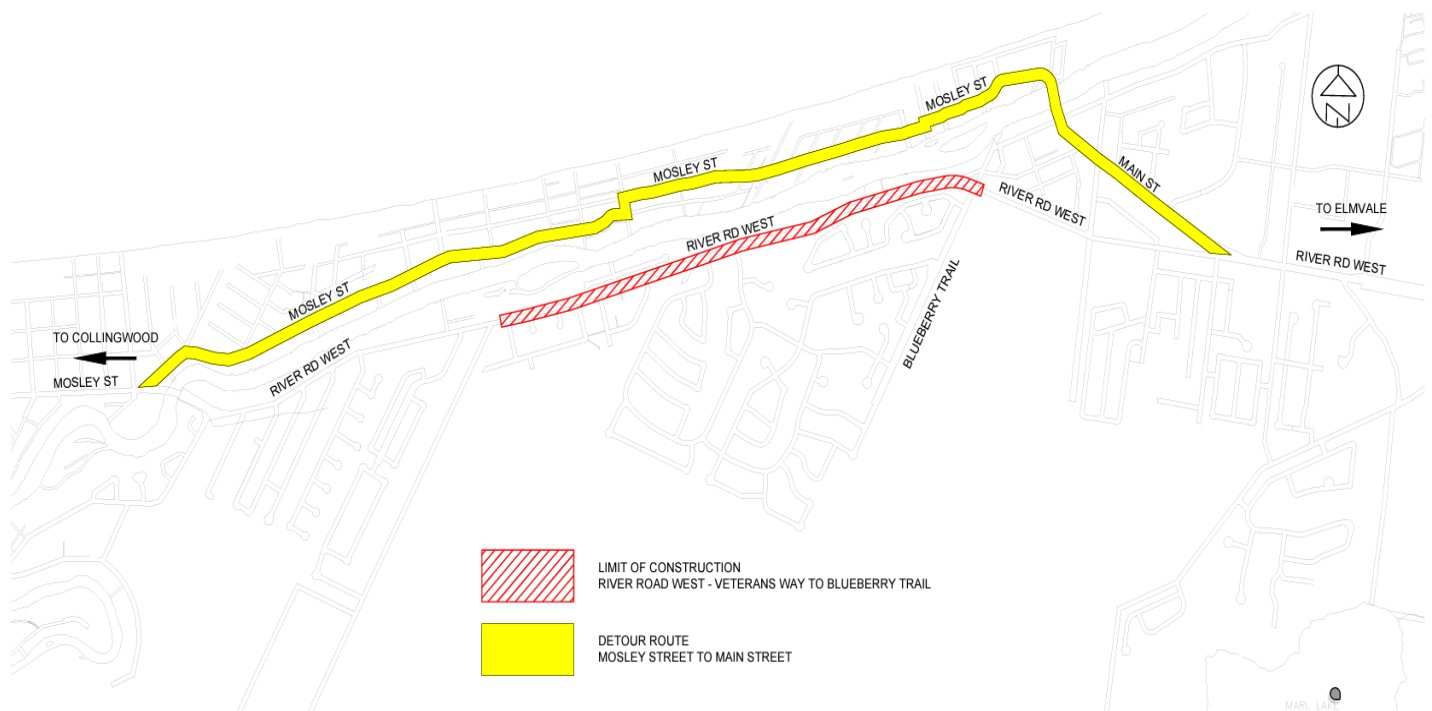 MOSLEY ST
MOSLEY ST
MAIN ST
RIVER RD WEST
TO ELMVALE
RIVER RD WEST
RIVER RD WEST
MOSLEY ST
BLUEBERRY TRAIL
TO COLLINGWOOD
MOSLEY ST
RIVER RD WEST
N
LIMIT OF CONSTRUCTION
RIVER ROAD WEST - VETERANS WAY TO BLUEBERRY TRAIL
DETOUR ROUTE
MOSLEY STREET TO MAIN STREET
MARL LAKE